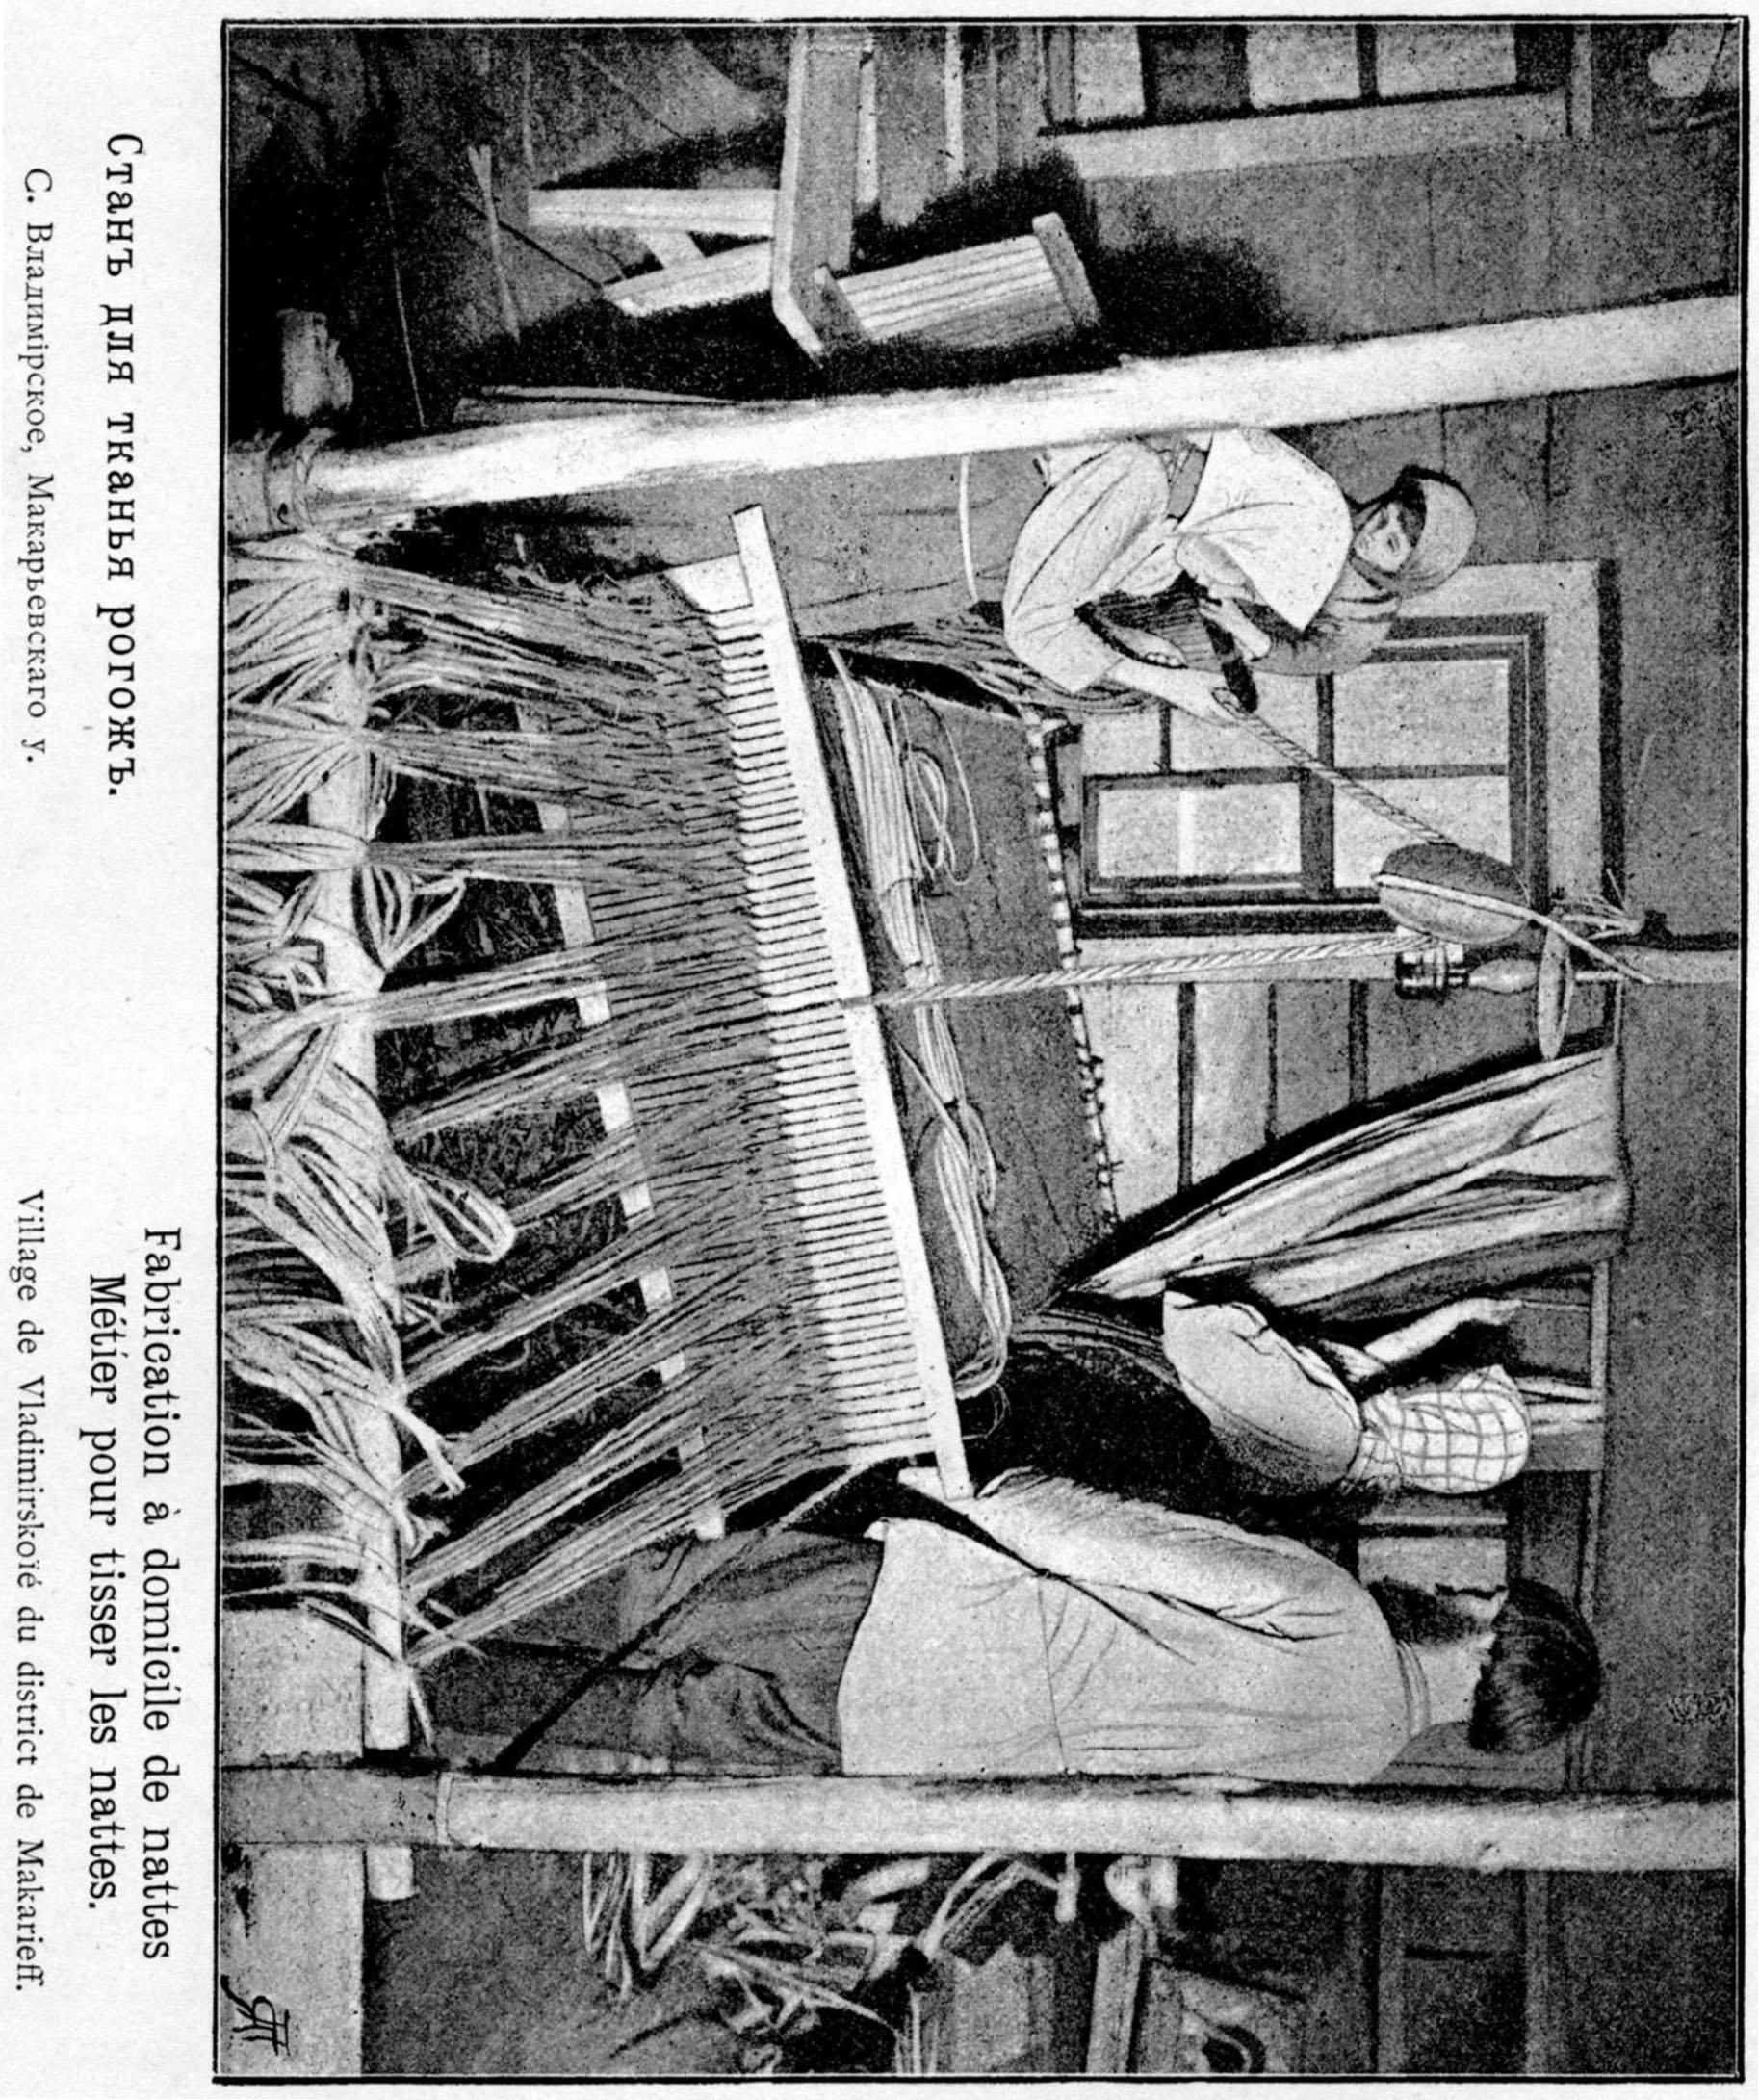 Станъ для тканья рогожъ.
С. Владимірское, Макарьевскаго у.
Fabrication à domicile de nattes
Métier pour tisser les nattes.
Village de Vladimirskoïé du district de Makarieff.